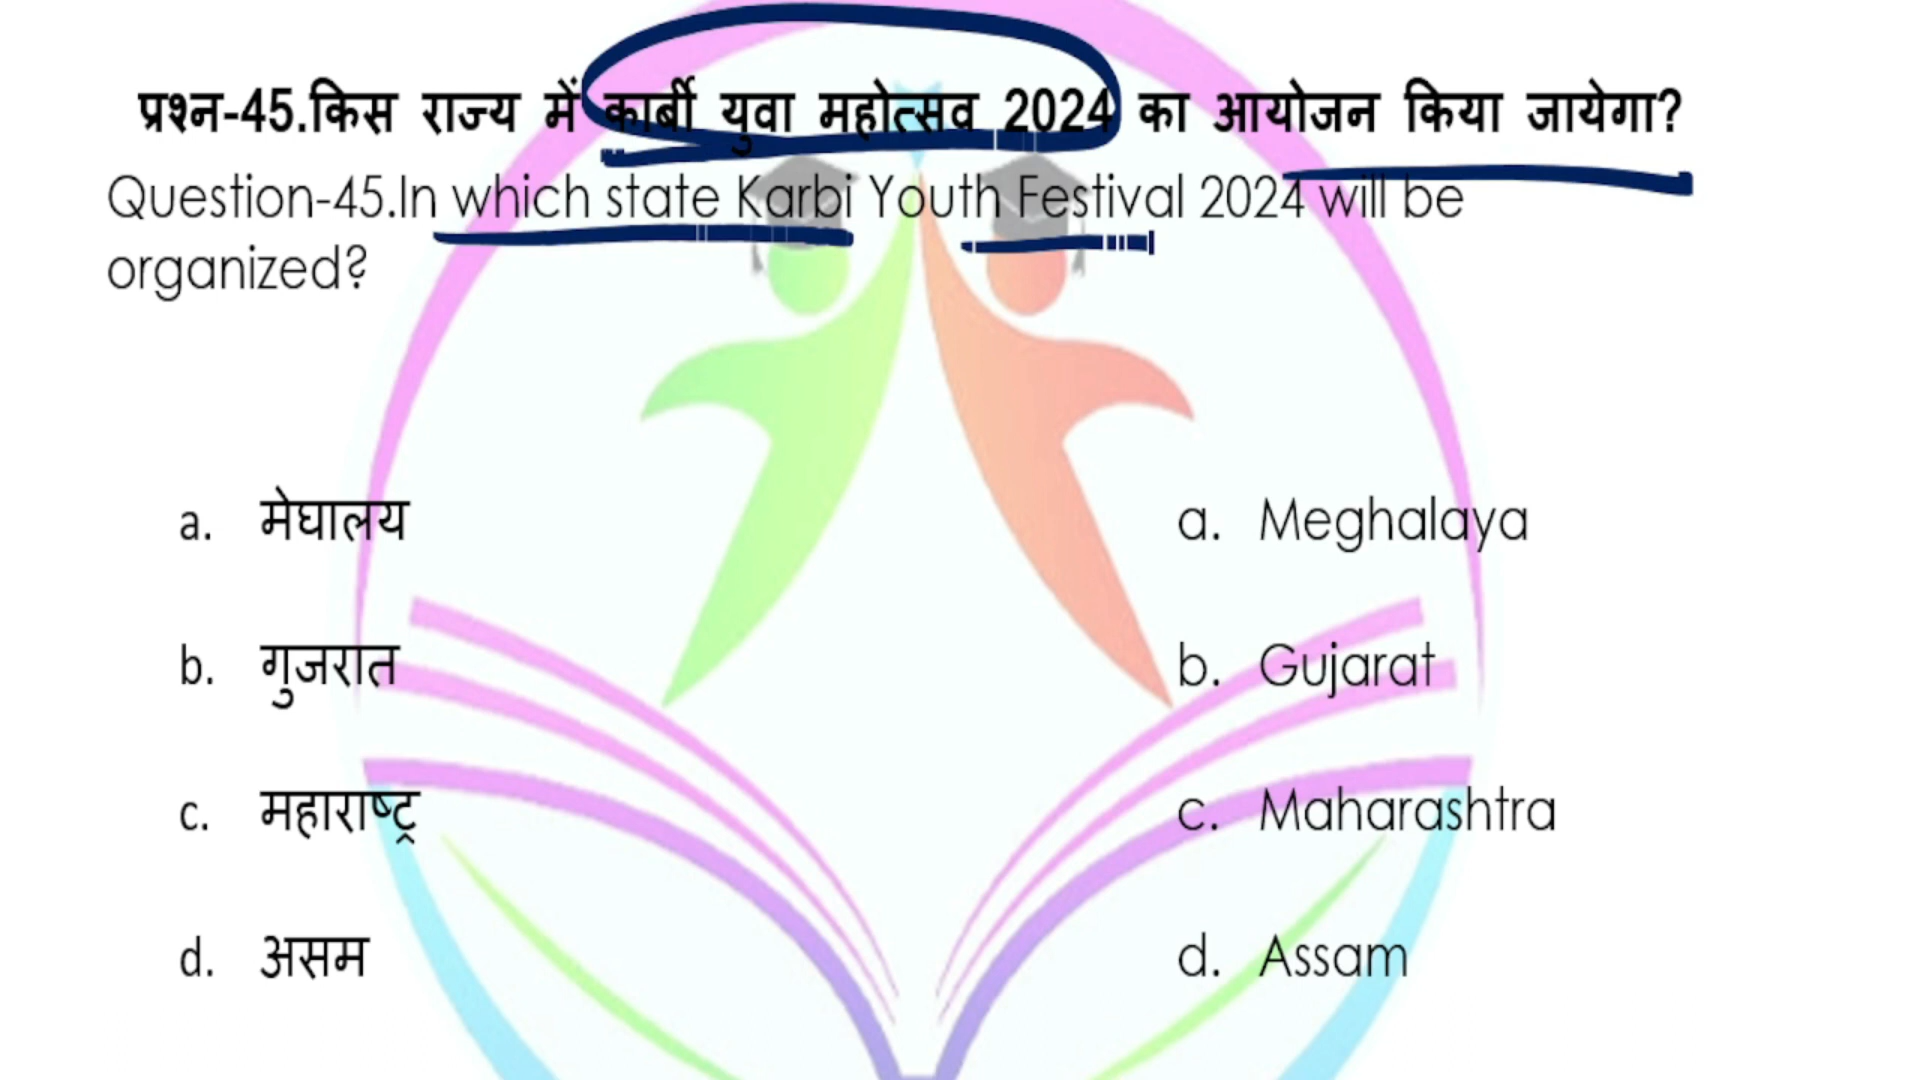 प्रश्न-45.किस राज्य में कार्बी युवा महोत्सव 2024 का आयोजन किया जायेगा?
Question-45.In which state Karbi Youth Festival 2024 will be
organized?
a. मेघालय
b. गुजरात
c. महाराष्ट्र
d. असम
a. Meghalaya
b. Gujarat
c. Maharashtra
d. Assam